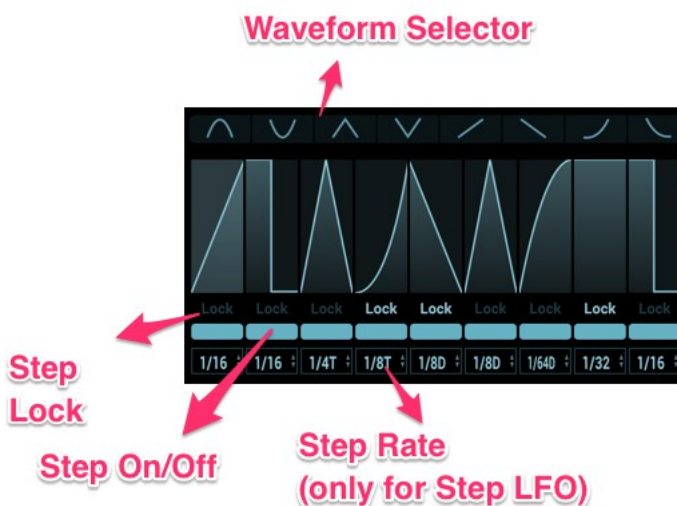 Waveform Selector
Lock Lock Lock Lock Lock Lock Lock Lock Lock
1/16 1/16 1/4T 1/8T 1/8D 1/8D 1/64D 1/32 1/16
Step
Lock
Step On/Off
Step Rate
(only for Step LFO)